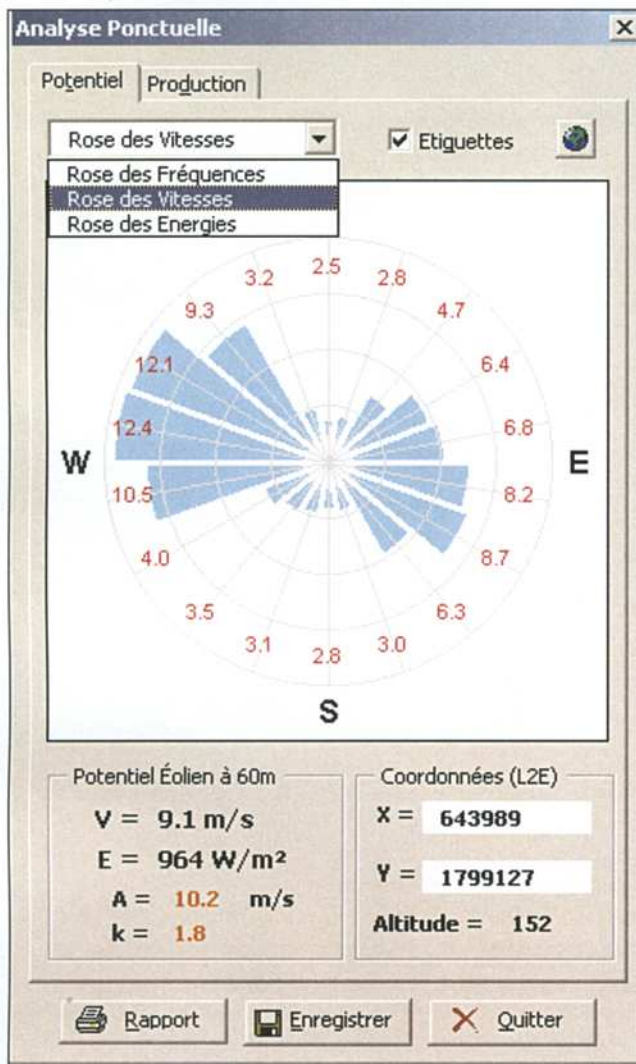 Analyse Ponctuelle
Potentiel Production
Rose des Vitesses Etiquettes
Rose des Fréquences
Rose des Vitesses
Rose des Energies
2.5
3.2 2.8
9.3 4.7
12.1 6.4
12.4 6.8
W E
10.5 8.2
4.0 8.7
3.5 6.3
3.1 3.0
2.8
S
Potentiel Éolien à 60m
V = 9.1 m/s
E = 964 W/m²
A = 10.2 m/s
k = 1.8
Coordonnées (L2E)
X = 643989
Y = 1799127
Altitude = 152
Rapport Enregistrer Quitter